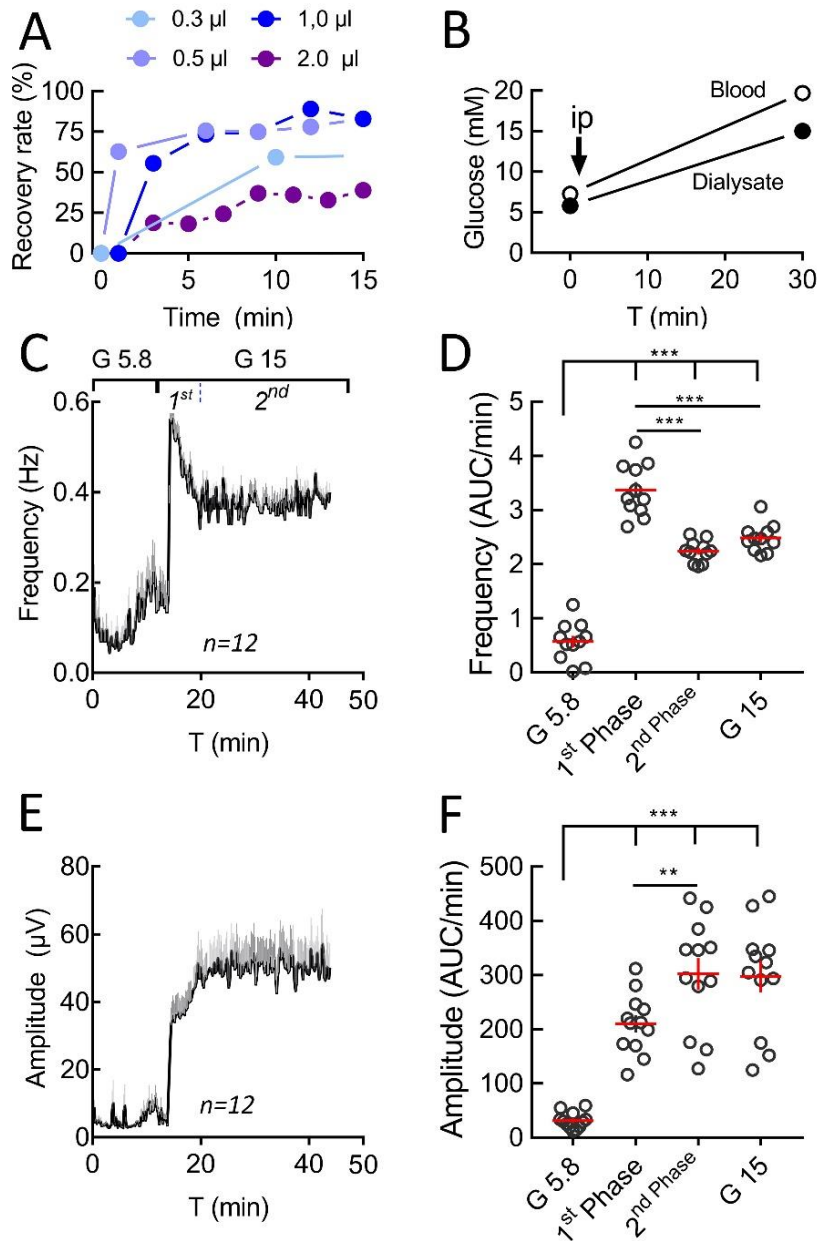 A
0.3 µl
1,0 µl
0.5 µl
2.0 µl
Recovery rate (%)
100
75
50
25
0
0
5
10
15
Time (min)
B
Glucose (mM)
20
15
10
5
0
ip
Blood
Dialysate
0
10
20
30
T (min)
C
G 5.8
G 15
1st
2nd
Frequency (Hz)
0.6
0.4
0.2
0.0
n=12
0
20
40
50
T (min)
D
***
***
***
Frequency (AUC/min)
5
4
3
2
1
0
G 5.8
1st Phase
2nd Phase
G 15
E
Amplitude (µV)
80
60
40
20
0
n=12
0
20
40
50
T (min)
F
***
**
Amplitude (AUC/min)
500
400
300
200
100
0
G 5.8
1st Phase
2nd Phase
G 15